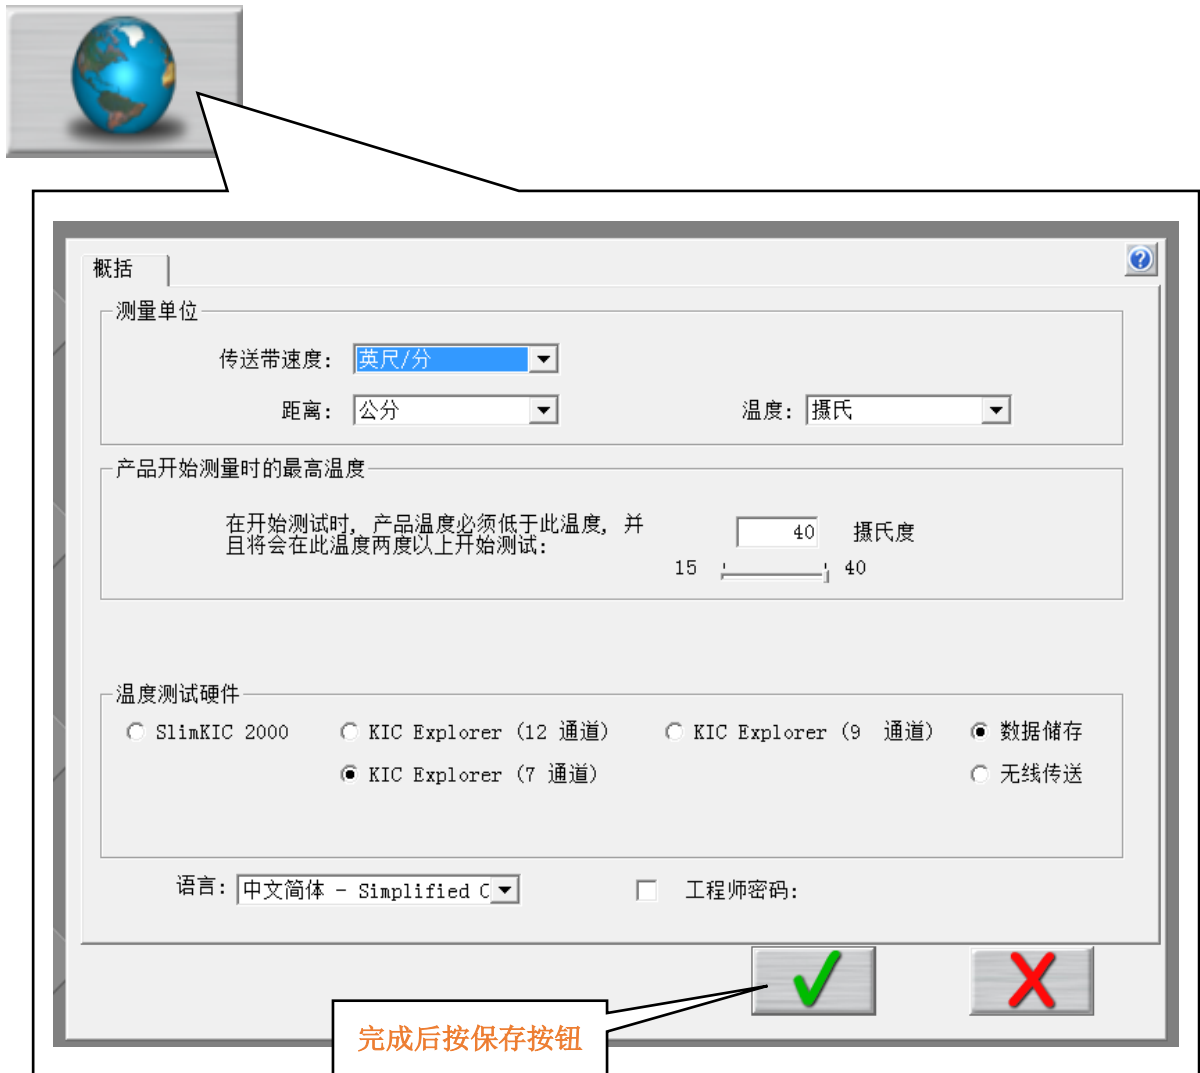 概括
测量单位
传送带速度: 英尺/分
距离: 公分 温度: 摄氏
产品开始测量时的最高温度
在开始测试时, 产品温度必须低于此温度, 并
且将会在此温度两度以上开始测试:
40 摄氏度
15 40
温度测试硬件
SlimKIC 2000 KIC Explorer (12 通道) KIC Explorer (9 通道) 数据储存
KIC Explorer (7 通道) 无线传送
语言: 中文简体 - Simplified C 工程师密码:
完成后按保存按钮